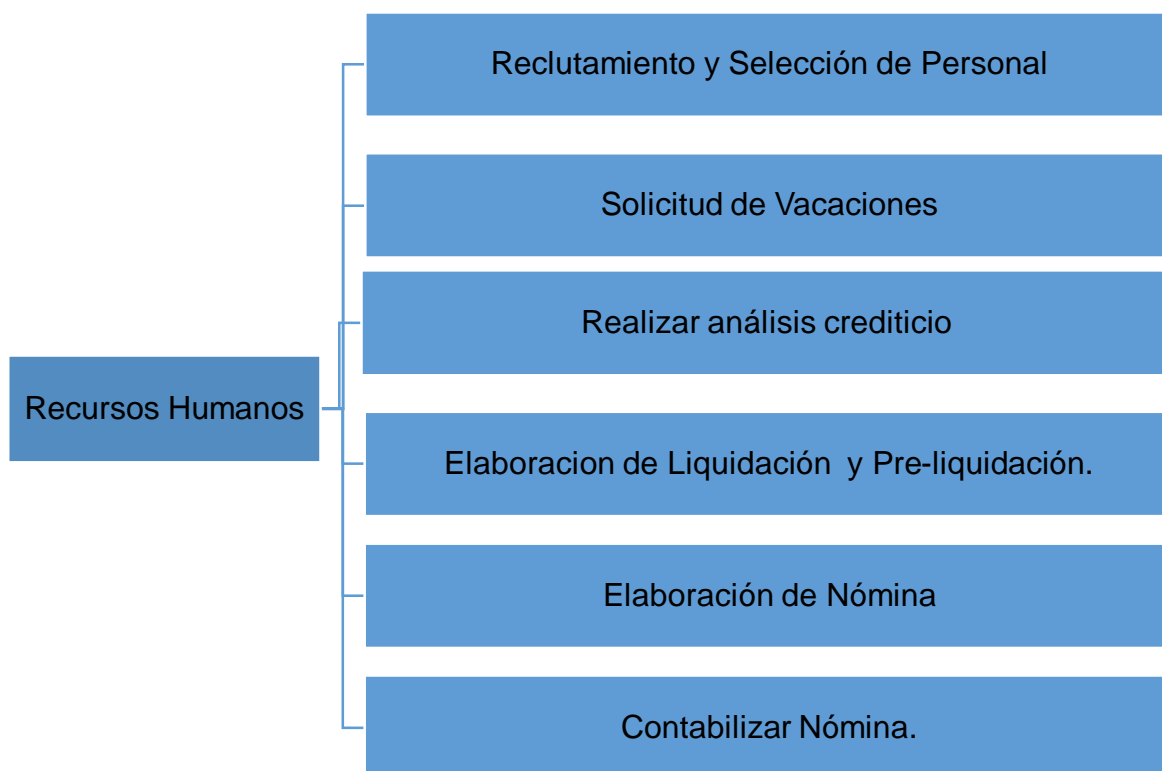 Reclutamiento y Selección de Personal
Solicitud de Vacaciones
Realizar análisis crediticio
Recursos Humanos
Elaboracion de Liquidación y Pre-liquidación.
Elaboración de Nómina
Contabilizar Nómina.